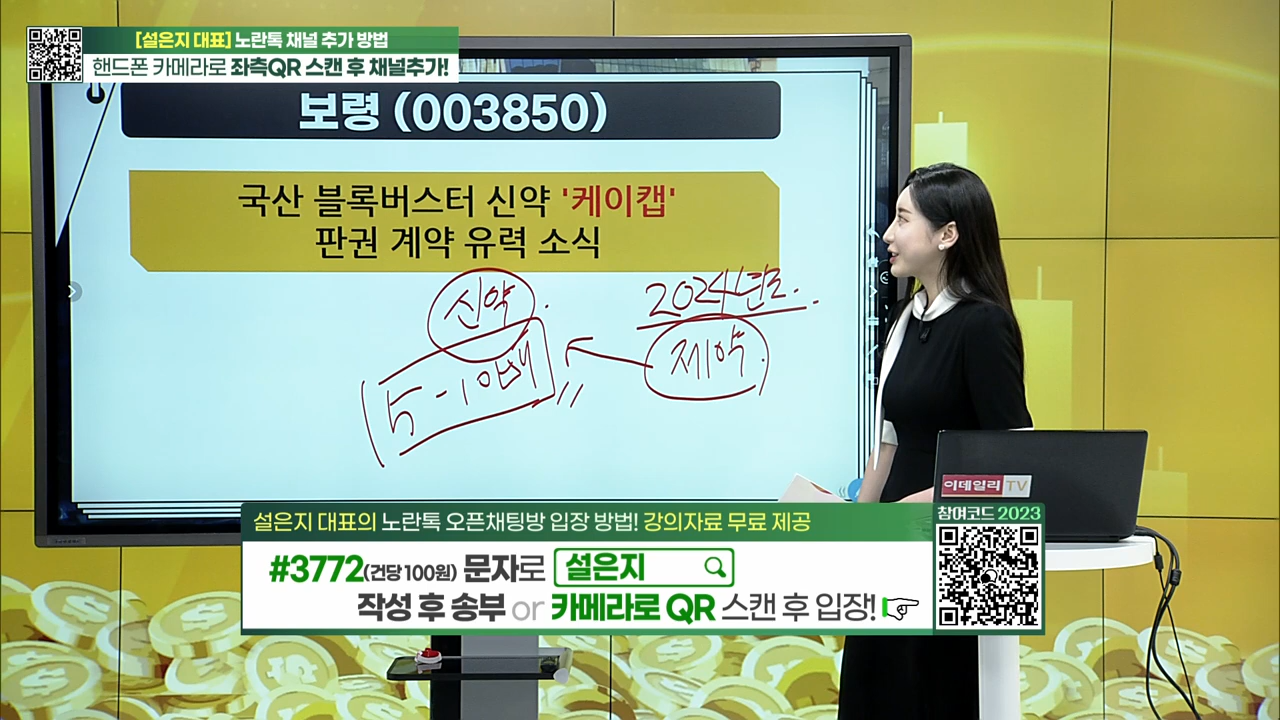 [설은지 대표] 노란톡 채널 추가 방법
핸드폰 카메라로 좌측QR 스캔 후 채널추가!
보령 (003850)
국산 블록버스터 신약 '케이캡'
판권 계약 유력 소식
신약.
2024년도..
5-10배
제약.
이데일리 TV
설은지 대표의 노란톡 오픈채팅방 입장 방법! 강의자료 무료 제공
참여코드 2023
#3772(건당 100원) 문자로 설은지
작성 후 송부 or 카메라로 QR 스캔 후 입장!